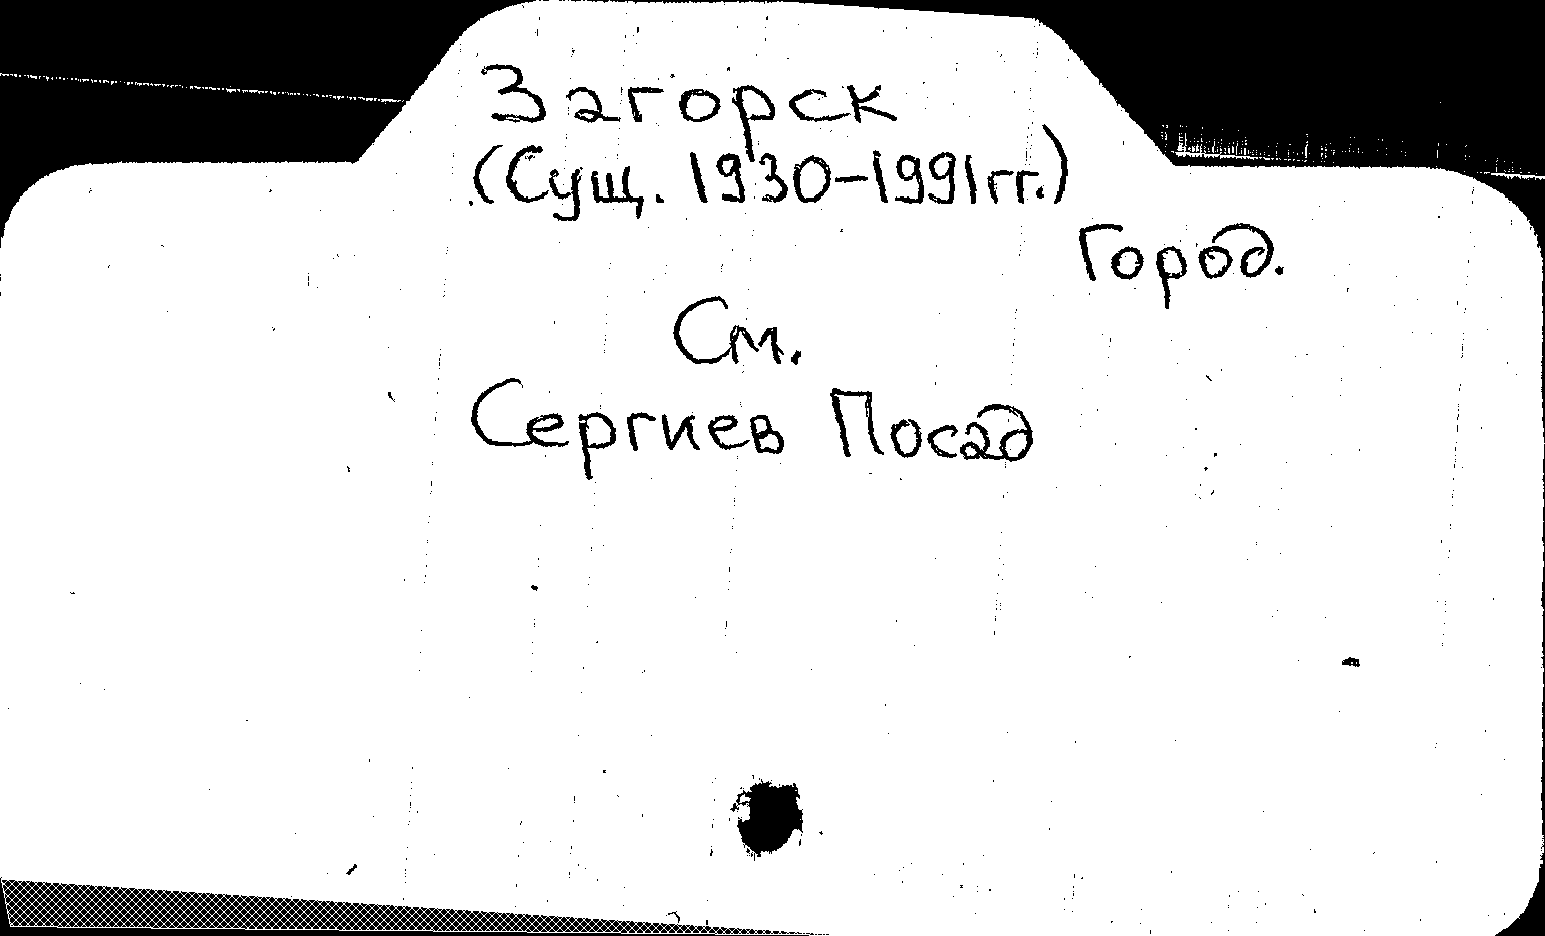 Загорск
(Сущ. 1930-1991гг.)
Город.
См.
Сергиев Посад